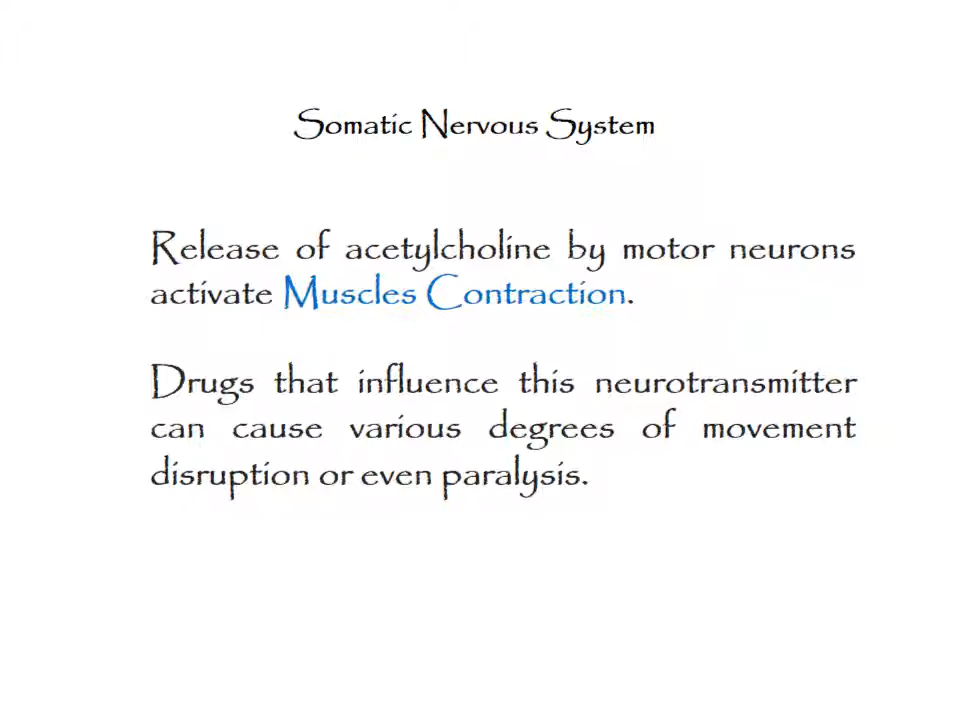 Somatic Nervous System
Release of acetylcholine by motor neurons
activate Muscles Contraction.
Drugs that influence this neurotransmitter
can cause various degrees of movement
disruption or even paralysis.